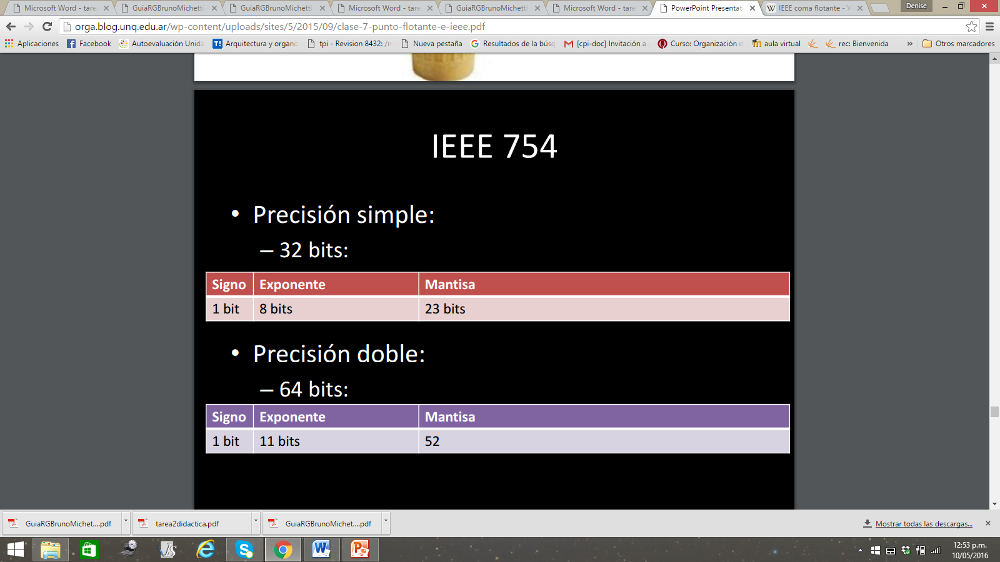 Microsoft Word - tare
GuiaRGBrunoMichetti
GuiaRGBrunoMichetti
Microsoft Word - tare
GuiaRGBrunoMichetti
Microsoft Word - tare
PowerPoint Presentat
IEEE coma flotante - W
Denise
orga.blog.unq.edu.ar/wp-content/uploads/sites/5/2015/09/clase-7-punto-flotante-e-ieee.pdf
Aplicaciones
Facebook
Autoevaluación Unida
Arquitectura y organi
tpi - Revision 8432: /
Nueva pestaña
Resultados de la búsq
[cpi-doc] Invitación a
Curso: Organización
aula virtual
rec: Bienvenida
»
Otros marcadores
IEEE 754
• Precisión simple:
– 32 bits:
Signo Exponente Mantisa
1 bit 8 bits 23 bits
• Precisión doble:
– 64 bits:
Signo Exponente Mantisa
1 bit 11 bits 52
GuiaRGBrunoMichet....pdf
tarea2didactica.pdf
GuiaRGBrunoMichet....pdf
Mostrar todas las descargas...
12:53 p.m.
10/05/2016